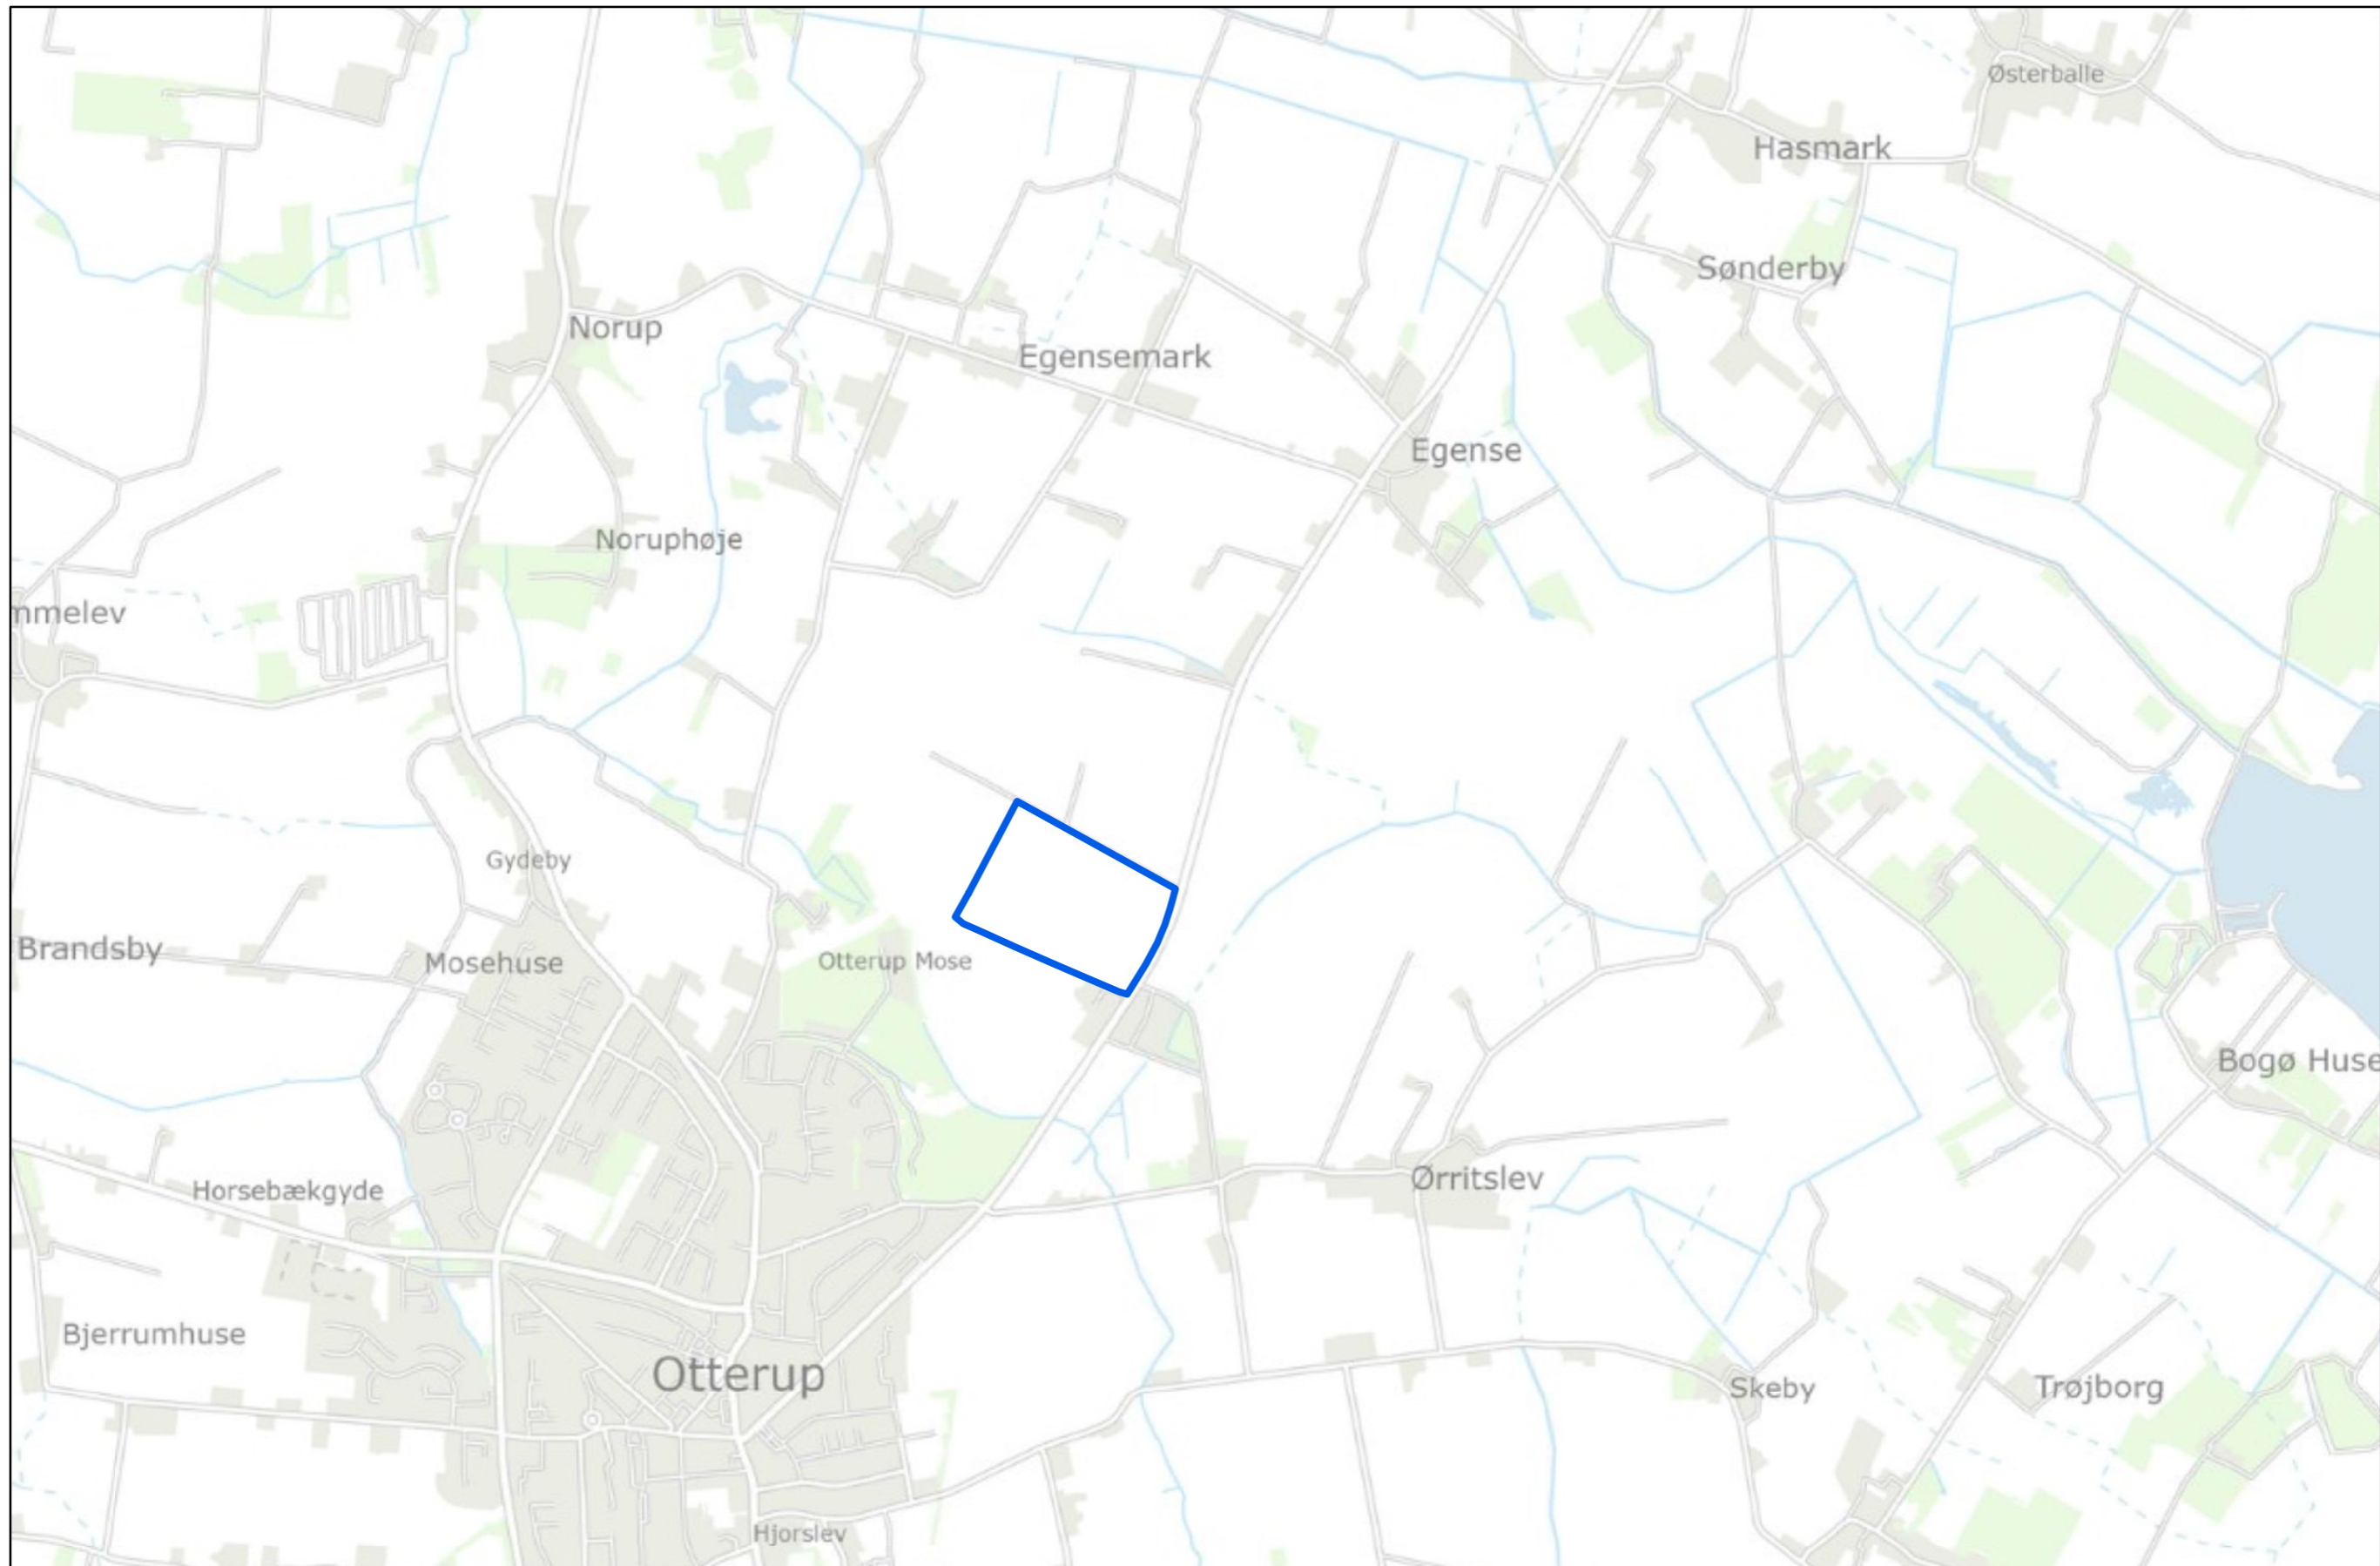 Østerballe
Hasmark
Sønderby
Norup
Egensemark
Egense
Noruphøje
mmelev
Gydeby
Brandsby
Mosehuse
Otterup Mose
Bogø Huse
Ørritslev
Horsebækgyde
Bjerrumhuse
Otterup
Skeby
Trøjborg
Hjorslev